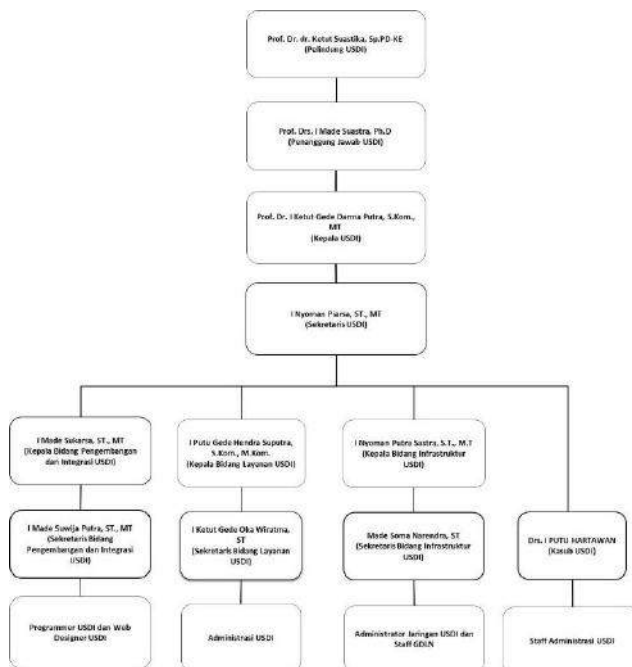 Prof. Dr. dr. Ketut Suastika, Sp.PD-KE
(Pelindung USDI)
Prof. Drs. I Made Suastra, Ph.D
(Penanggung Jawab USDI)
Prof. Dr. I Ketut Gede Darma Putra, S.Kom.,
MT
(Kepala USDI)
I Nyoman Piarsa, ST., MT
(Sekretaris USDI)
I Made Sukarsa, ST., MT
(Kepala Bidang Pengembangan
dan Integrasi USDI)
I Putu Gede Hendra Suputra,
S.Kom., M.Kom.
(Kepala Bidang Layanan USDI)
I Nyoman Putra Sastra, S.T., M.T
(Kepala Bidang Infrastruktur
USDI)
I Made Suwija Putra, ST., MT
(Sekretaris Bidang
Pengembangan dan Integrasi
USDI)
I Ketut Gede Oka Wiratma,
ST
(Sekretaris Bidang Layanan
USDI)
Made Soma Narendra, ST
(Sekretaris Bidang Infrastruktur
USDI)
Drs. I PUTU HARTAWAN
(Kasub USDI)
Programmer USDI dan Web
Designer USDI
Administrasi USDI
Administrator Jaringan USDI dan
Staff GDLN
Staff Administrasi USDI